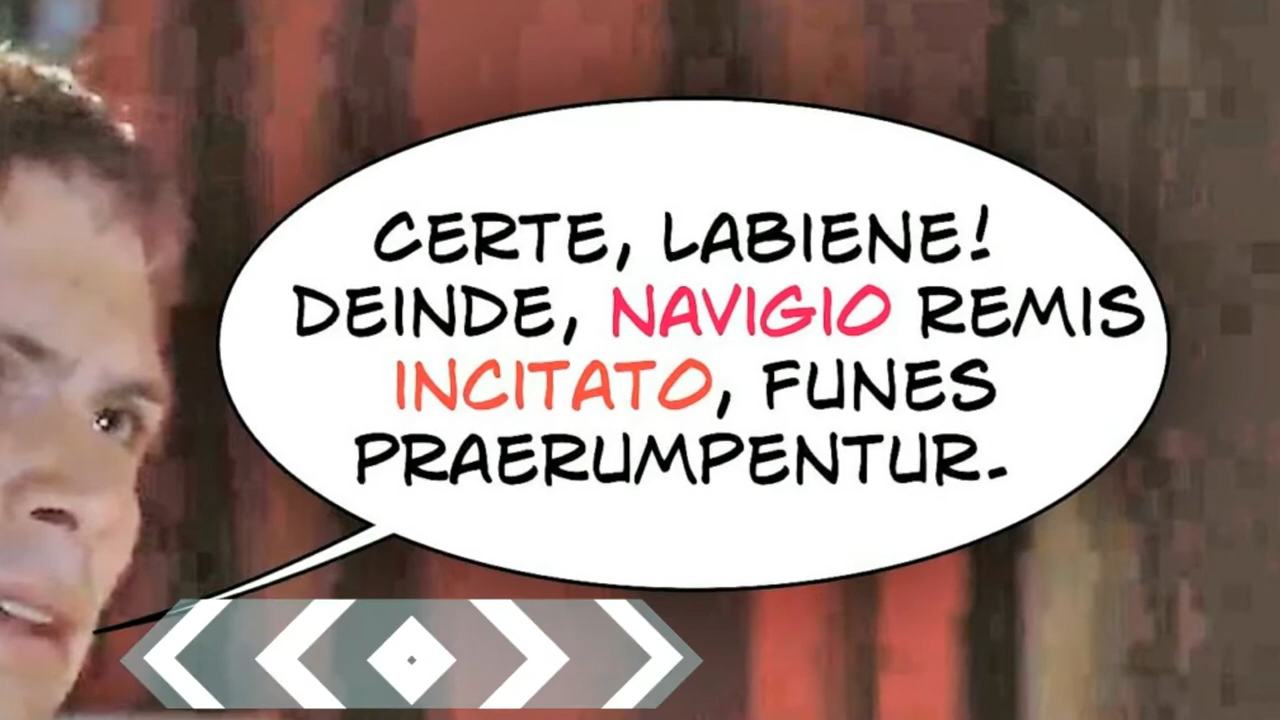 CERTE, LABIENE!
DEINDE, NAVIGIO REMIS
INCITATO, FUNES
PRAERUMPENTUR.